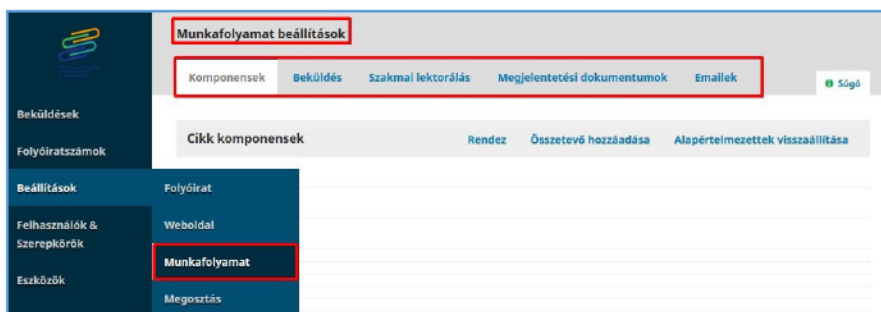 Munkafolyamat beállítások
Komponensek Beküldés Szakmai lektorálás Megjelentetési dokumentumok Emailek
Súgó
Beküldések
Cikk komponensek Rendez Összetevő hozzáadása Alapértelmezettek visszaállítása
Folyóiratszámok
Beállítások
Folyóirat
Felhasználók &
Szerepkörök
Weboldal
Munkafolyamat
Eszközök
Megosztás